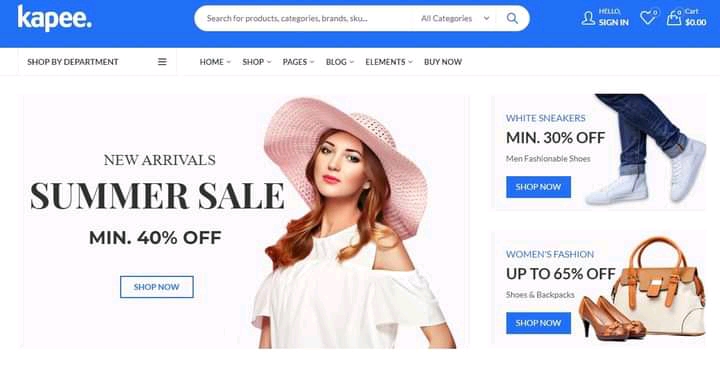 kapee.
Search for products, categories, brands, sku...
All Categories
HELLO,
SIGN IN
0
0
Cart
$0.00
SHOP BY DEPARTMENT
HOME
SHOP
PAGES
BLOG
ELEMENTS
BUY NOW
NEW ARRIVALS
SUMMER SALE
MIN. 40% OFF
SHOP NOW
WHITE SNEAKERS
MIN. 30% OFF
Men Fashionable Shoes
SHOP NOW
WOMEN'S FASHION
UP TO 65% OFF
Shoes & Backpacks
SHOP NOW